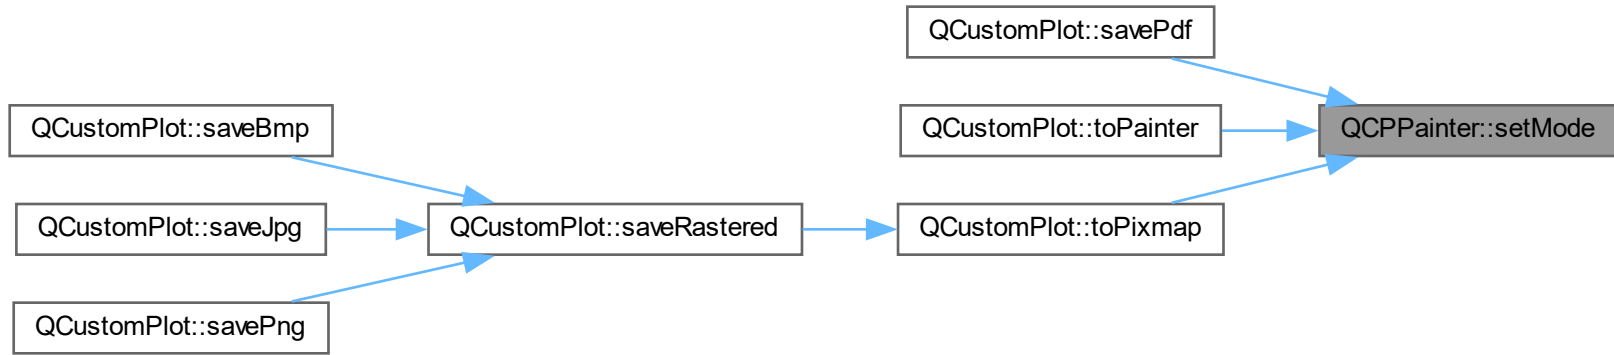 QCustomPlot::savePdf
QCustomPlot::saveBmp
QCustomPlot::toPainter
QCPPainter::setMode
QCustomPlot::saveJpg
QCustomPlot::saveRastered
QCustomPlot::toPixmap
QCustomPlot::savePng